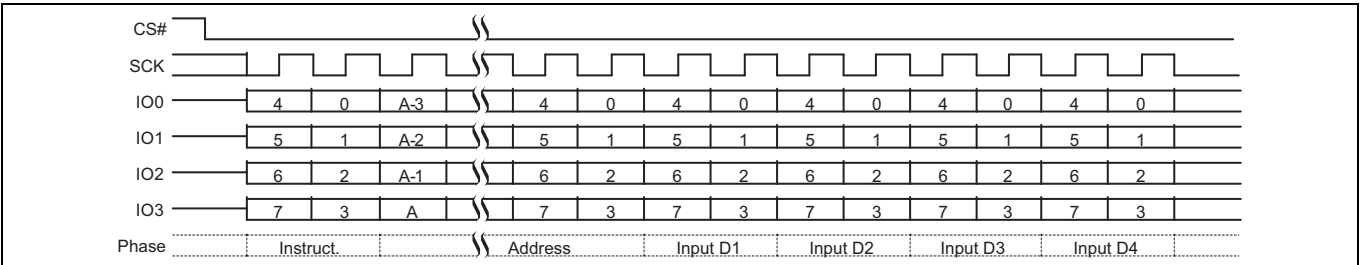 CS#
SCK
IO0 4 0 A-3 4 0 4 0 4 0 4 0 4 0
IO1 5 1 A-2 5 1 5 1 5 1 5 1 5 1
IO2 6 2 A-1 6 2 6 2 6 2 6 2 6 2
IO3 7 3 A 7 3 7 3 7 3 7 3 7 3
Phase Instruct. Address Input D1 Input D2 Input D3 Input D4